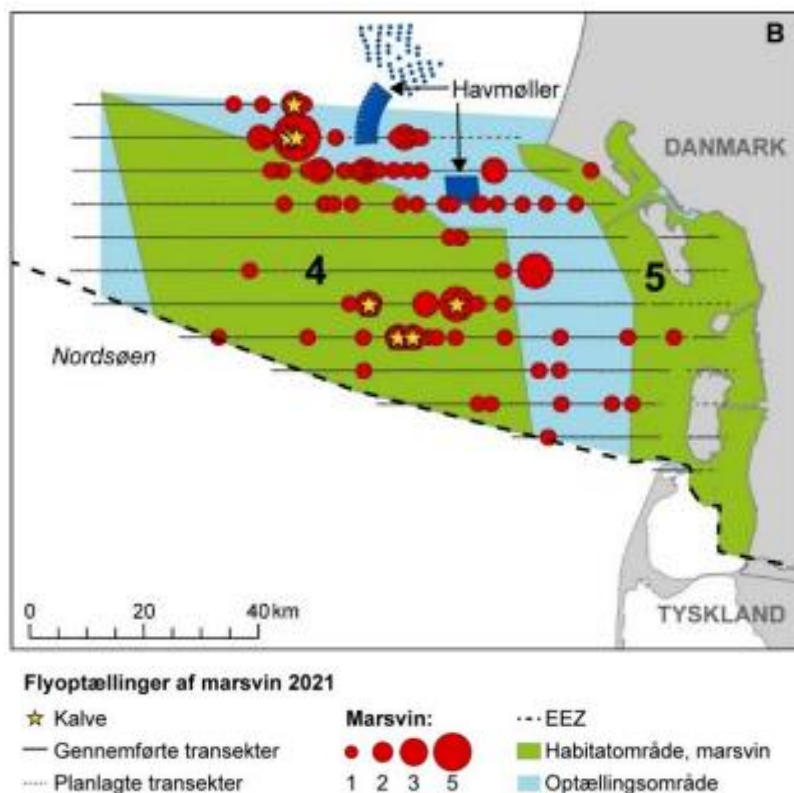 B
Havmøller
DANMARK
4
5
Nordsøen
0 20 40 km
TYSKLAND
Flyoptællinger af marsvin 2021
Kalve
Gennemførte transekter
Planlagte transekter
Marsvin:
1 2 3 5
EEZ
Habitatområde, marsvin
Optællingsområde